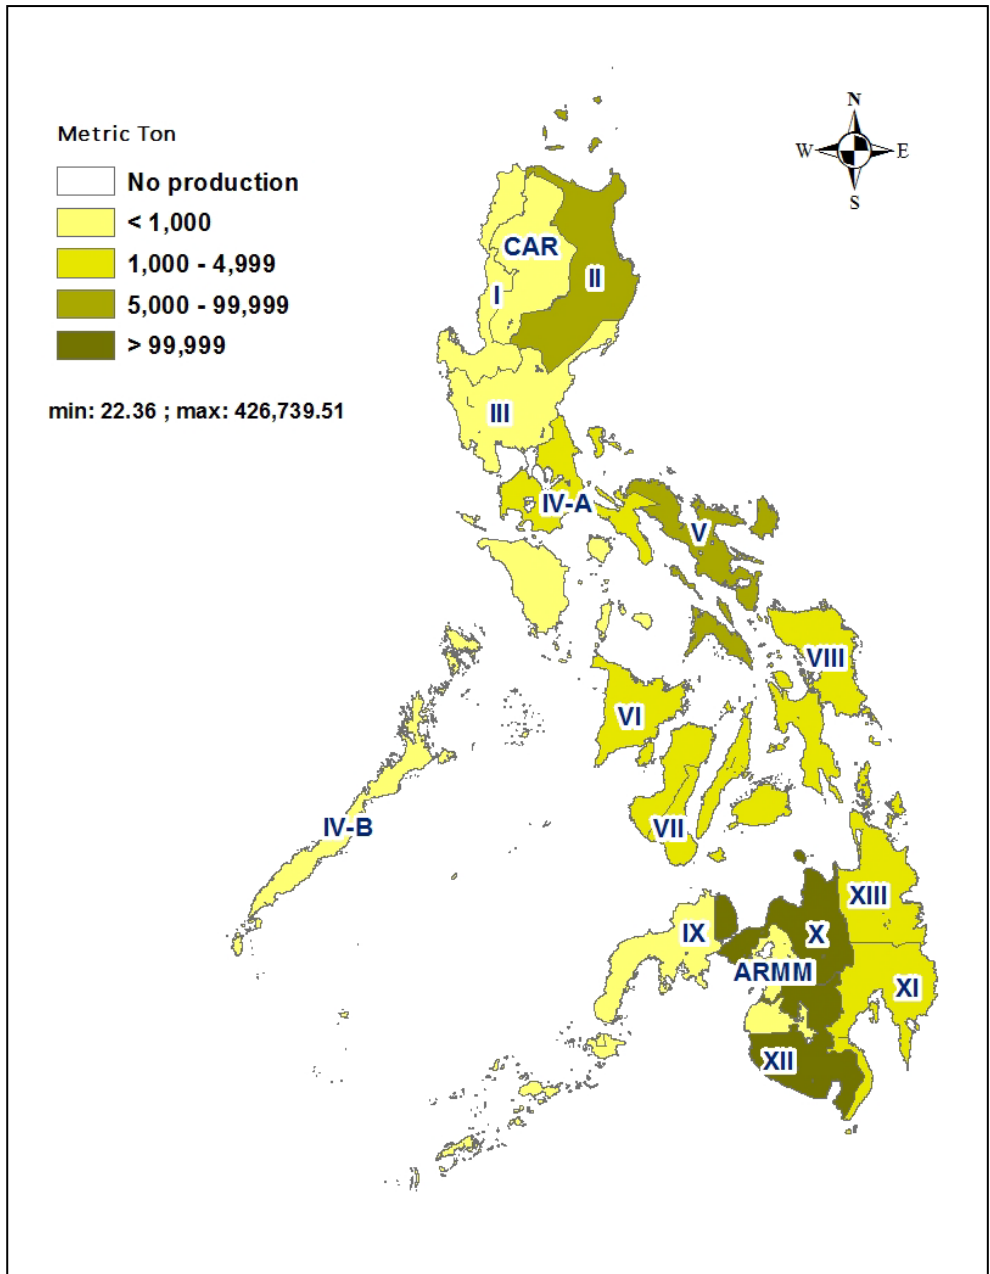 N
W E
S
Metric Ton
No production
< 1,000
1,000 - 4,999
5,000 - 99,999
> 99,999
min: 22.36 ; max: 426,739.51
CAR
II
I
III
IV-A
V
VIII
VI
IV-B
VII
XIII
IX
X
ARMM
XI
XII